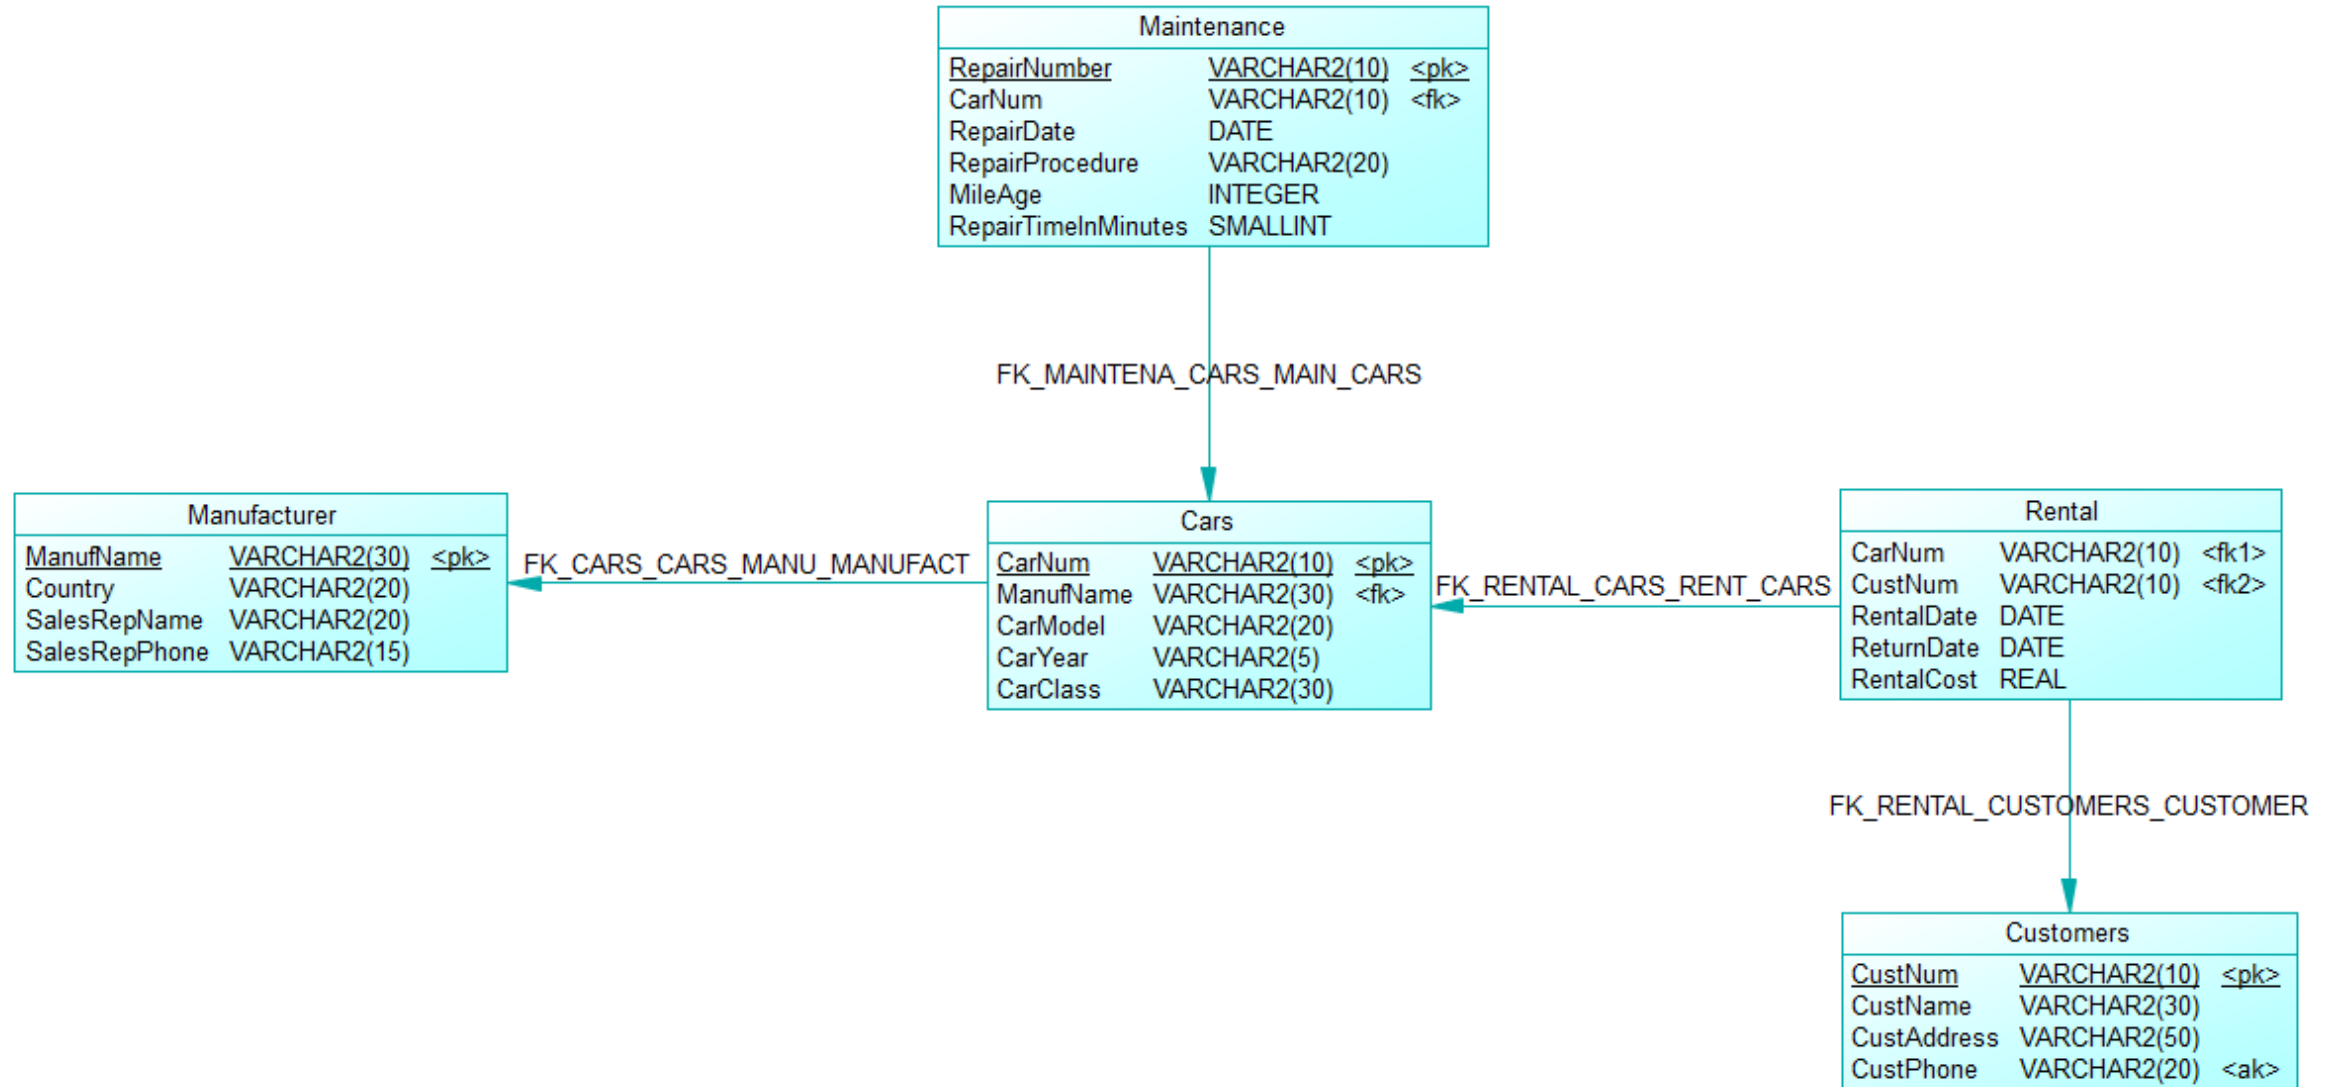 Maintenance
RepairNumber VARCHAR2(10) <pk>
CarNum VARCHAR2(10) <fk>
RepairDate DATE
RepairProcedure VARCHAR2(20)
MileAge INTEGER
RepairTimeInMinutes SMALLINT
FK_MAINTENA_CARS_MAIN_CARS
Manufacturer
ManufName VARCHAR2(30) <pk>
Country VARCHAR2(20)
SalesRepName VARCHAR2(20)
SalesRepPhone VARCHAR2(15)
FK_CARS_CARS_MANU_MANUFACT
Cars
CarNum VARCHAR2(10) <pk>
ManufName VARCHAR2(30) <fk>
CarModel VARCHAR2(20)
CarYear VARCHAR2(5)
CarClass VARCHAR2(30)
FK_RENTAL_CARS_RENT_CARS
Rental
CarNum VARCHAR2(10) <fk1>
CustNum VARCHAR2(10) <fk2>
RentalDate DATE
ReturnDate DATE
RentalCost REAL
FK_RENTAL_CUSTOMERS_CUSTOMER
Customers
CustNum VARCHAR2(10) <pk>
CustName VARCHAR2(30)
CustAddress VARCHAR2(50)
CustPhone VARCHAR2(20) <ak>